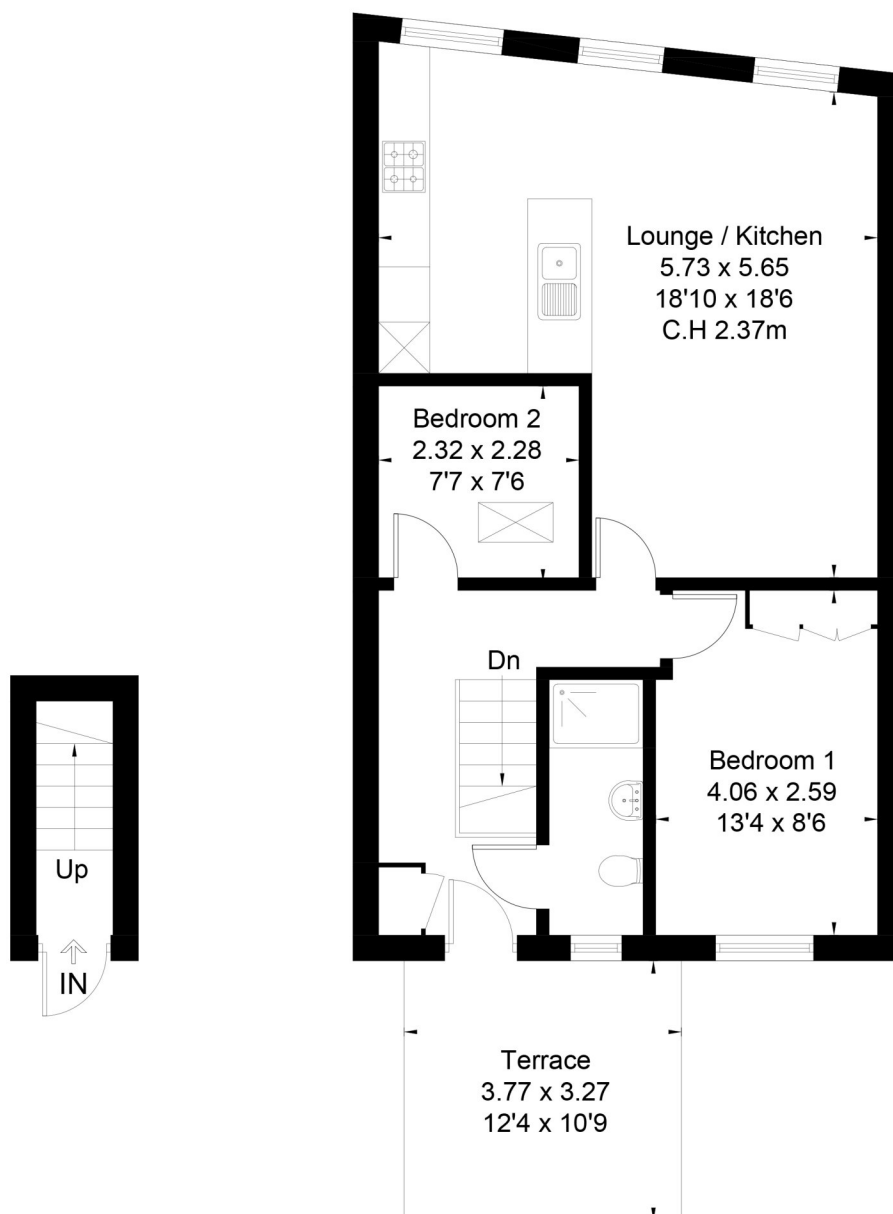 Lounge / Kitchen
5.73 x 5.65
18'10 x 18'6
C.H 2.37m
Bedroom 2
2.32 x 2.28
7'7 x 7'6
Dn
Bedroom 1
4.06 x 2.59
13'4 x 8'6
Up
IN
Terrace
3.77 x 3.27
12'4 x 10'9